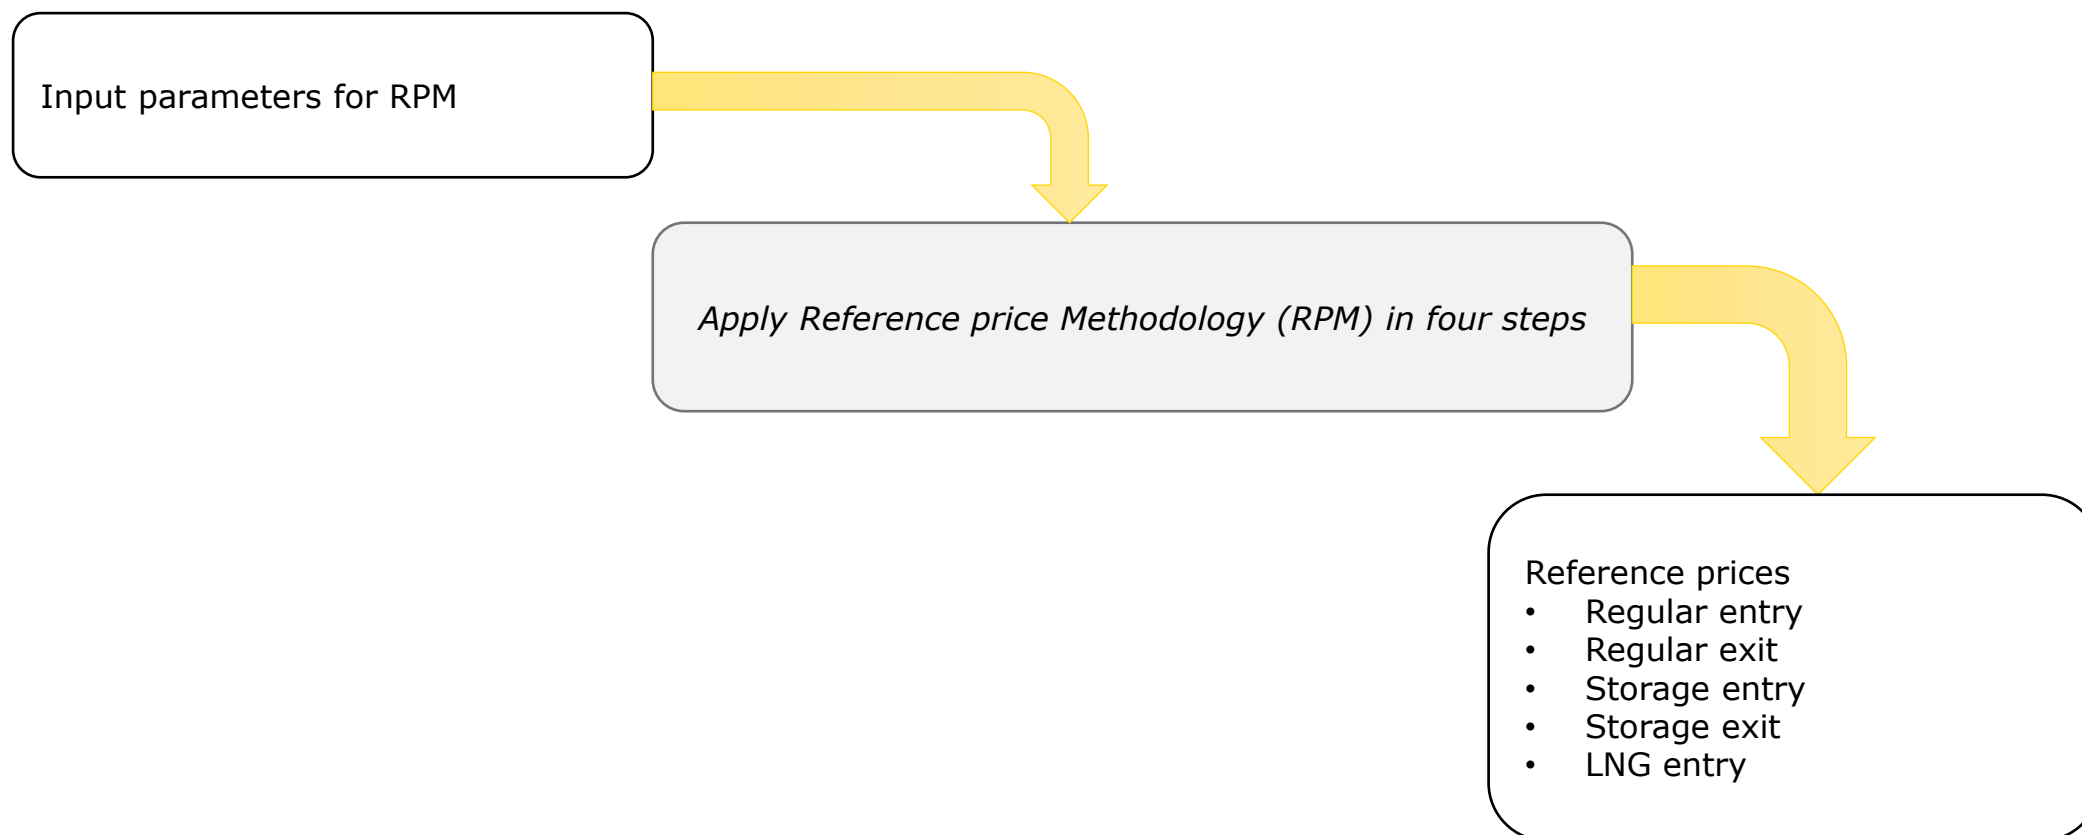 Input parameters for RPM
Apply Reference price Methodology (RPM) in four steps
Reference prices
• Regular entry
• Regular exit
• Storage entry
• Storage exit
• LNG entry